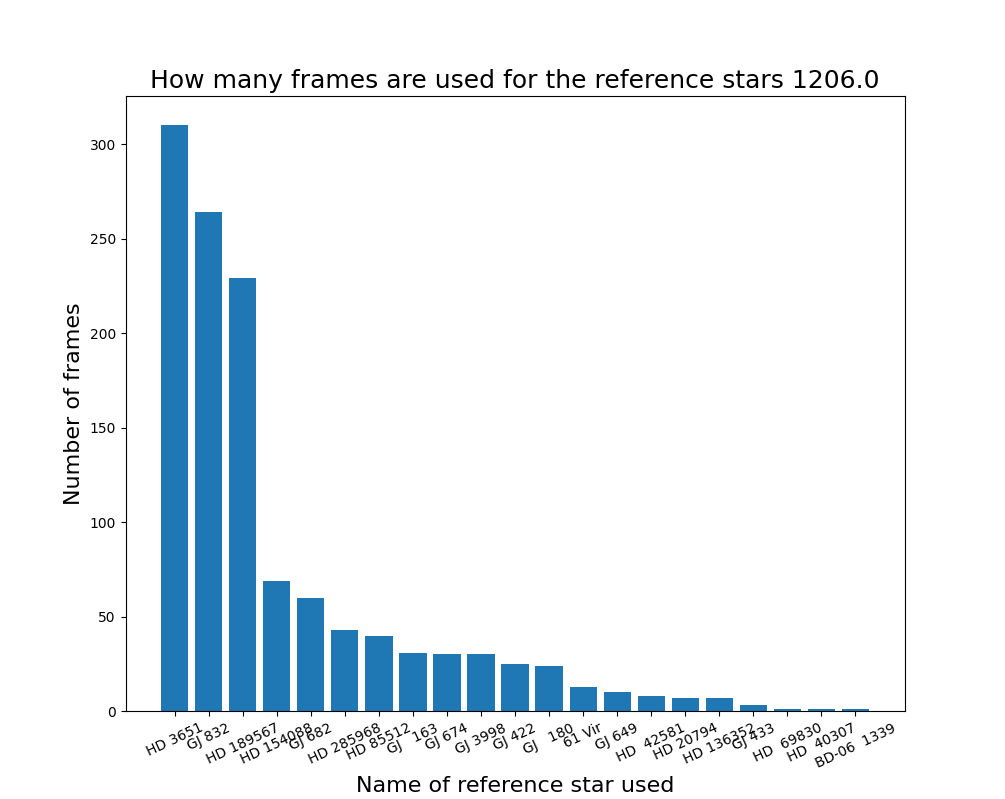 How many frames are used for the reference stars 1206.0
Number of frames
300
250
200
150
100
50
0
HD 3651
GJ 832
HD 189567
HD 154088
GJ 682
HD 285968
HD 85512
GJ   163
GJ 674
GJ 3998
GJ 422
GJ   180
61 Vir
GJ 649
HD  42581
HD 20794
HD 136352
GJ 433
HD  69830
HD  40307
BD-06  1339
Name of reference star used